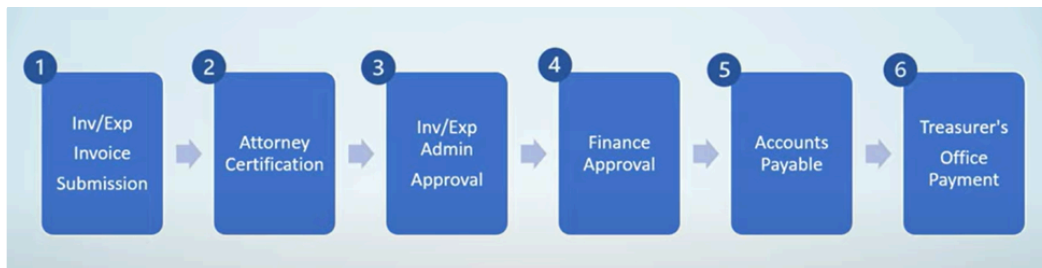 1
Inv/Exp
Invoice
Submission
2
Attorney
Certification
3
Inv/Exp
Admin
Approval
4
Finance
Approval
5
Accounts
Payable
6
Treasurer's
Office
Payment